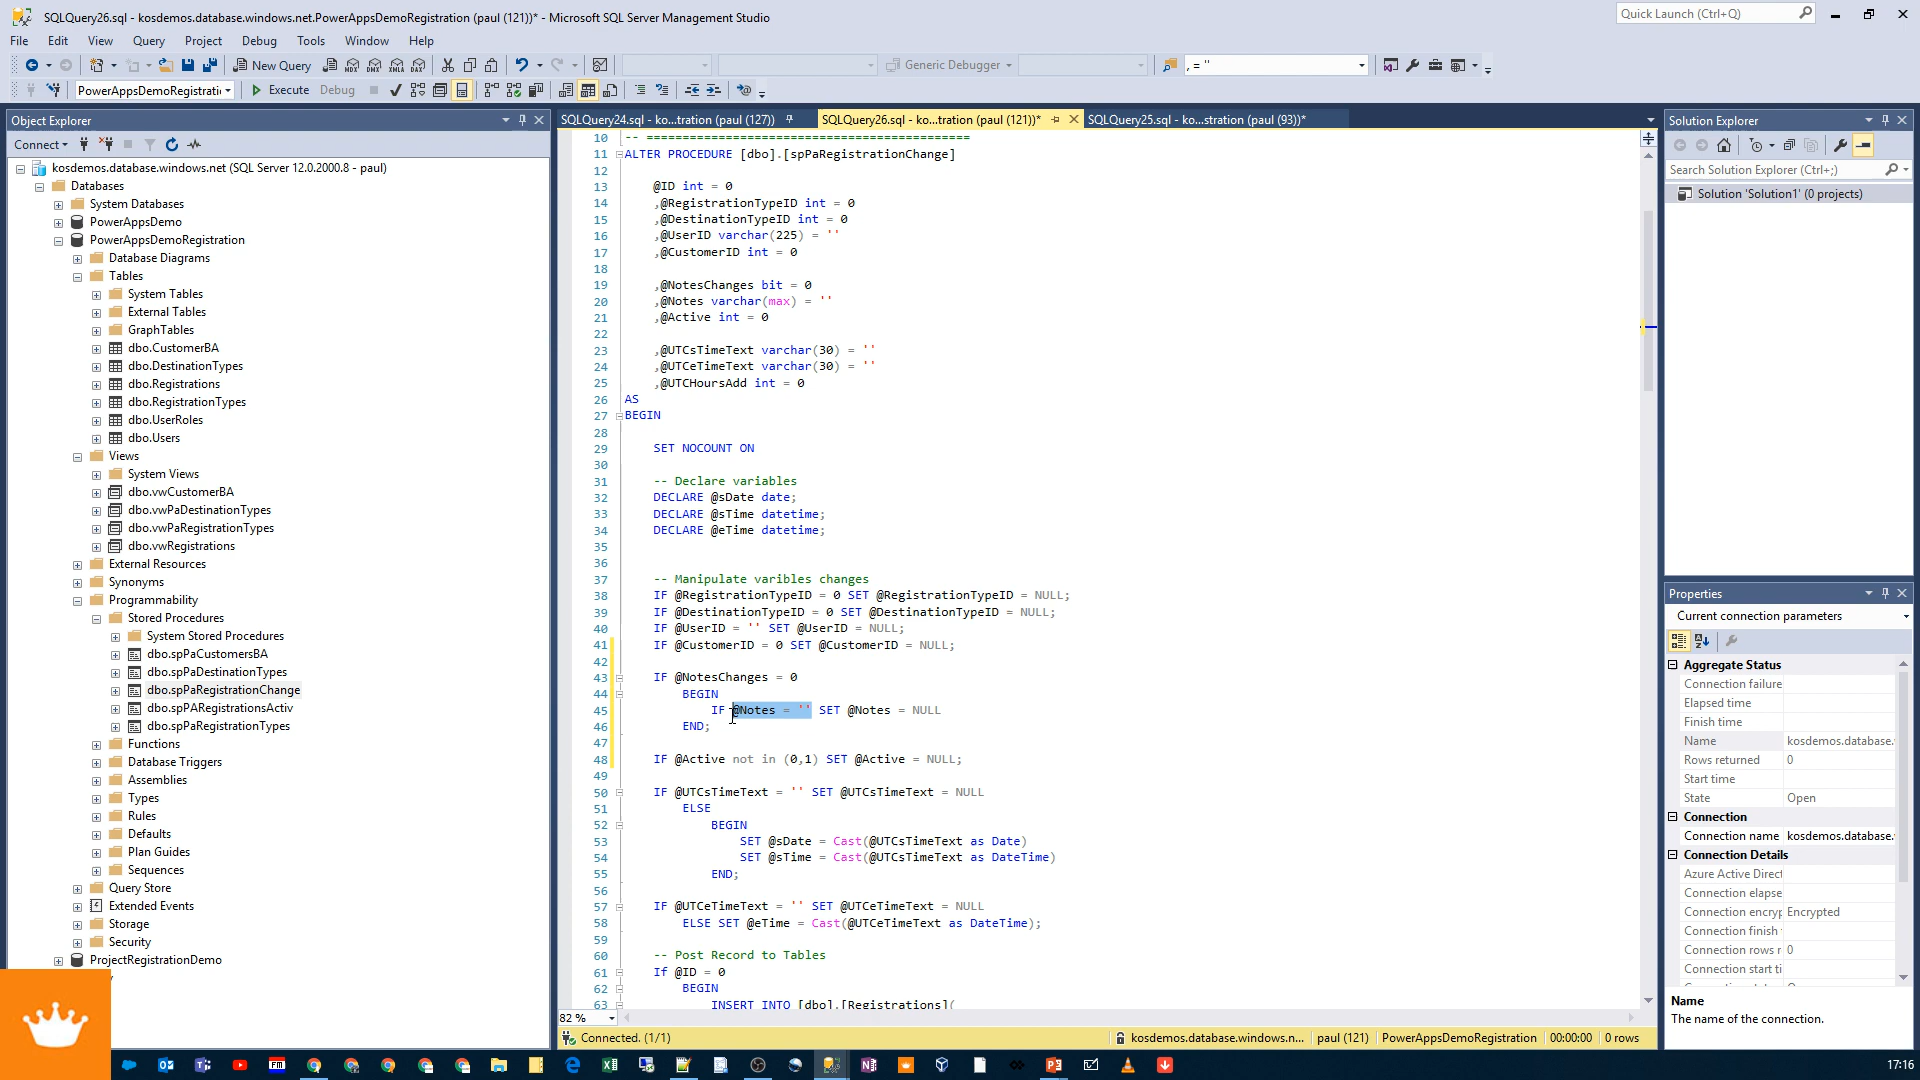 SQLQuery26.sql - kosdemos.database.windows.net.PowerAppsDemoRegistration (paul (121))* - Microsoft SQL Server Management Studio
Quick Launch (Ctrl+Q)
File Edit View Query Project Debug Tools Window Help
New Query
Generic Debugger
, = ''
PowerAppsDemoRegistrati
Execute Debug
Object Explorer
Connect
kosdemos.database.windows.net (SQL Server 12.0.2000.8 - paul)
Databases
System Databases
PowerAppsDemo
PowerAppsDemoRegistration
Database Diagrams
Tables
System Tables
External Tables
GraphTables
dbo.CustomerBA
dbo.DestinationTypes
dbo.Registrations
dbo.RegistrationTypes
dbo.UserRoles
dbo.Users
Views
System Views
dbo.vwCustomerBA
dbo.vwPaDestinationTypes
dbo.vwPaRegistrationTypes
dbo.vwRegistrations
External Resources
Synonyms
Programmability
Stored Procedures
System Stored Procedures
dbo.spPaCustomersBA
dbo.spPaDestinationTypes
dbo.spPaRegistrationChange
dbo.spPARegistrationsActiv
dbo.spPaRegistrationTypes
Functions
Database Triggers
Assemblies
Types
Rules
Defaults
Plan Guides
Sequences
Query Store
Extended Events
Storage
Security
ProjectRegistrationDemo
SQLQuery24.sql - ko...tration (paul (127))
SQLQuery26.sql - ko...tration (paul (121))*
SQLQuery25.sql - ko...stration (paul (93))*
10 -- =============================================
11 ALTER PROCEDURE [dbo].[spPaRegistrationChange]
12
13 @ID int = 0
14 ,@RegistrationTypeID int = 0
15 ,@DestinationTypeID int = 0
16 ,@UserID varchar(225) = ''
17 ,@CustomerID int = 0
18
19 ,@NotesChanges bit = 0
20 ,@Notes varchar(max) = ''
21 ,@Active int = 0
22
23 ,@UTCsTimeText varchar(30) = ''
24 ,@UTCeTimeText varchar(30) = ''
25 ,@UTCHoursAdd int = 0
26 AS
27 BEGIN
28
29 SET NOCOUNT ON
30
31 -- Declare variables
32 DECLARE @sDate date;
33 DECLARE @sTime datetime;
34 DECLARE @eTime datetime;
35
36
37 -- Manipulate varibles changes
38 IF @RegistrationTypeID = 0 SET @RegistrationTypeID = NULL;
39 IF @DestinationTypeID = 0 SET @DestinationTypeID = NULL;
40 IF @UserID = '' SET @UserID = NULL;
41 IF @CustomerID = 0 SET @CustomerID = NULL;
42
43 IF @NotesChanges = 0
44 BEGIN
45 IF @Notes = '' SET @Notes = NULL
46 END;
47
48 IF @Active not in (0,1) SET @Active = NULL;
49
50 IF @UTCsTimeText = '' SET @UTCsTimeText = NULL
51 ELSE
52 BEGIN
53 SET @sDate = Cast(@UTCsTimeText as Date)
54 SET @sTime = Cast(@UTCsTimeText as DateTime)
55 END;
56
57 IF @UTCeTimeText = '' SET @UTCeTimeText = NULL
58 ELSE SET @eTime = Cast(@UTCeTimeText as DateTime);
59
60 -- Post Record to Tables
61 If @ID = 0
62 BEGIN
63 INSERT INTO [dbo].[Registrations](
82 %
Connected. (1/1)
kosdemos.database.windows.n... paul (121) PowerAppsDemoRegistration 00:00:00 0 rows
Solution Explorer
Search Solution Explorer (Ctrl+;)
Solution 'Solution1' (0 projects)
Properties
Current connection parameters
Aggregate Status
Connection failure
Elapsed time
Finish time
Name kosdemos.database.
Rows returned 0
Start time
State Open
Connection
Connection name kosdemos.database.
Connection Details
Azure Active Direct
Connection elapse
Connection encryp Encrypted
Connection finish
Connection rows r 0
Connection start ti
Name
The name of the connection.
17:16